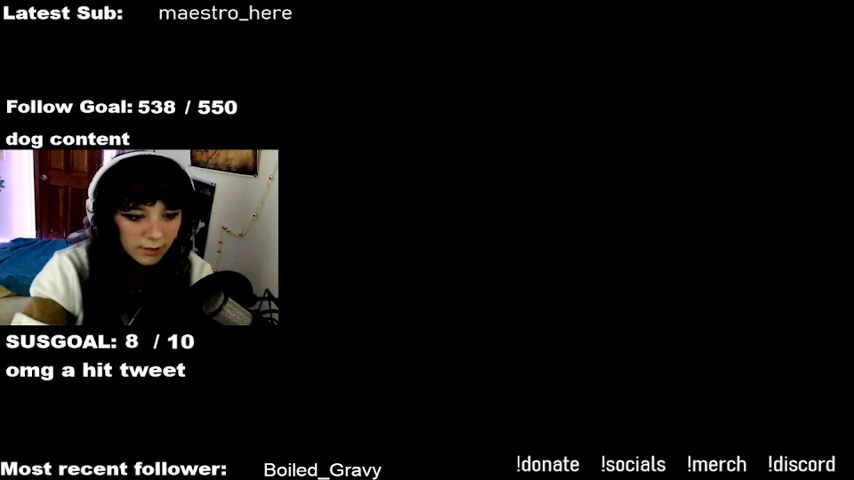 Latest Sub: maestro_here
Follow Goal: 538 / 550
dog content
SUSGOAL: 8 / 10
omg a hit tweet
Most recent follower: Boiled_Gravy
!donate !socials !merch !discord